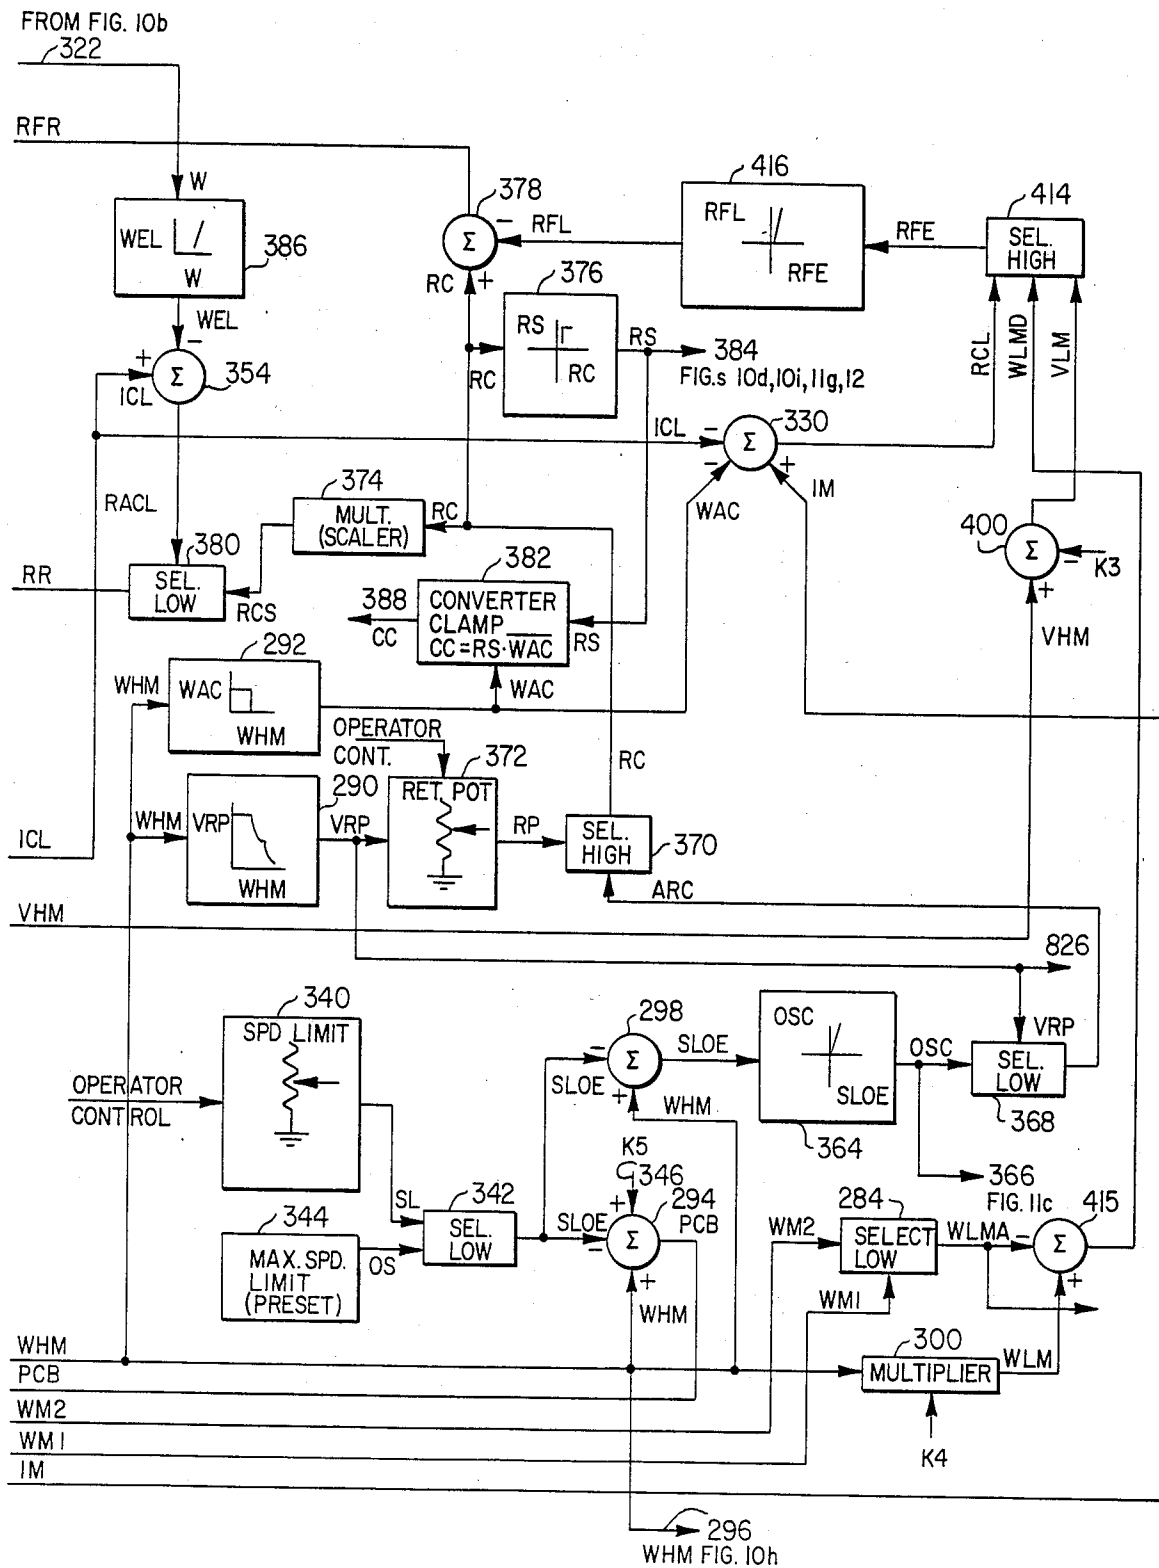 FROM FIG. 10b
322
RFR
W
WEL
W
386
WEL
−
+
Σ
354
ICL
378
−
Σ
RFL
RC
+
416
RFL
RFE
RFE
414
SEL.
HIGH
376
RS
RC
RC
RS
384
FIG.s 10d,10i,11g,12
RCL
WLMD
VLM
ICL
−
Σ
330
−
+
IM
WAC
RACL
374
MULT.
(SCALER)
RC
380
SEL.
LOW
RR
RCS
382
CONVERTER
CLAMP
CC=RS·WAC
388
CC
RS
400
Σ
−
K3
+
VHM
292
WHM
WAC
WHM
WAC
OPERATOR
CONT.
372
RET. POT
RC
290
WHM
VRP
WHM
VRP
RP
SEL.
HIGH
370
ICL
ARC
VHM
826
340
SPD LIMIT
OPERATOR
CONTROL
298
−
Σ
SLOE
SLOE
+
WHM
OSC
SLOE
364
OSC
VRP
SEL.
LOW
368
K5
346
366
FIG. 11c
SL
342
SEL.
LOW
SLOE
+
294
Σ
−
+
PCB
344
MAX. SPD.
LIMIT
(PRESET)
OS
WM2
284
SELECT
LOW
WLMA
−
Σ
415
+
WM1
WHM
WHM
300
MULTIPLIER
WLM
PCB
WM2
WM1
K4
IM
296
WHM FIG. 10h